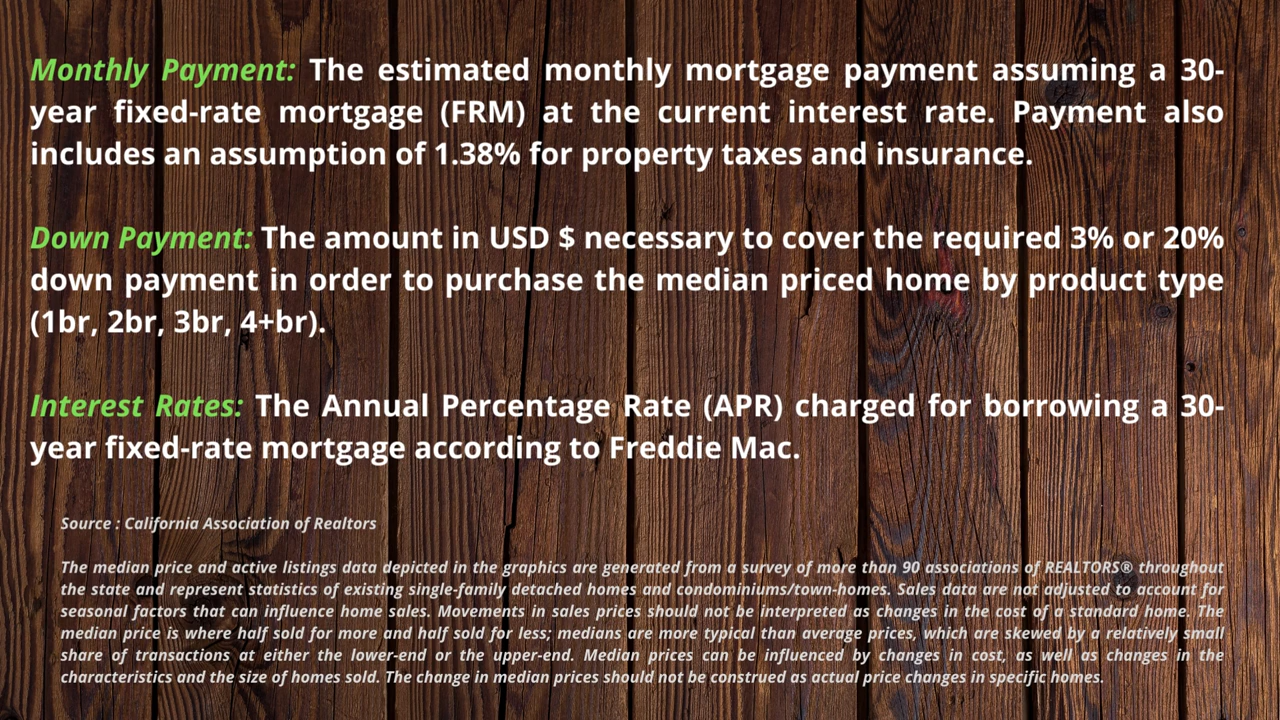 Monthly Payment: The estimated monthly mortgage payment assuming a 30-
year fixed-rate mortgage (FRM) at the current interest rate. Payment also
includes an assumption of 1.38% for property taxes and insurance.
Down Payment: The amount in USD $ necessary to cover the required 3% or 20%
down payment in order to purchase the median priced home by product type
(1br, 2br, 3br, 4+br).
Interest Rates: The Annual Percentage Rate (APR) charged for borrowing a 30-
year fixed-rate mortgage according to Freddie Mac.
Source : California Association of Realtors
The median price and active listings data depicted in the graphics are generated from a survey of more than 90 associations of REALTORS® throughout
the state and represent statistics of existing single-family detached homes and condominiums/town-homes. Sales data are not adjusted to account for
seasonal factors that can influence home sales. Movements in sales prices should not be interpreted as changes in the cost of a standard home. The
median price is where half sold for more and half sold for less; medians are more typical than average prices, which are skewed by a relatively small
share of transactions at either the lower-end or the upper-end. Median prices can be influenced by changes in cost, as well as changes in the
characteristics and the size of homes sold. The change in median prices should not be construed as actual price changes in specific homes.